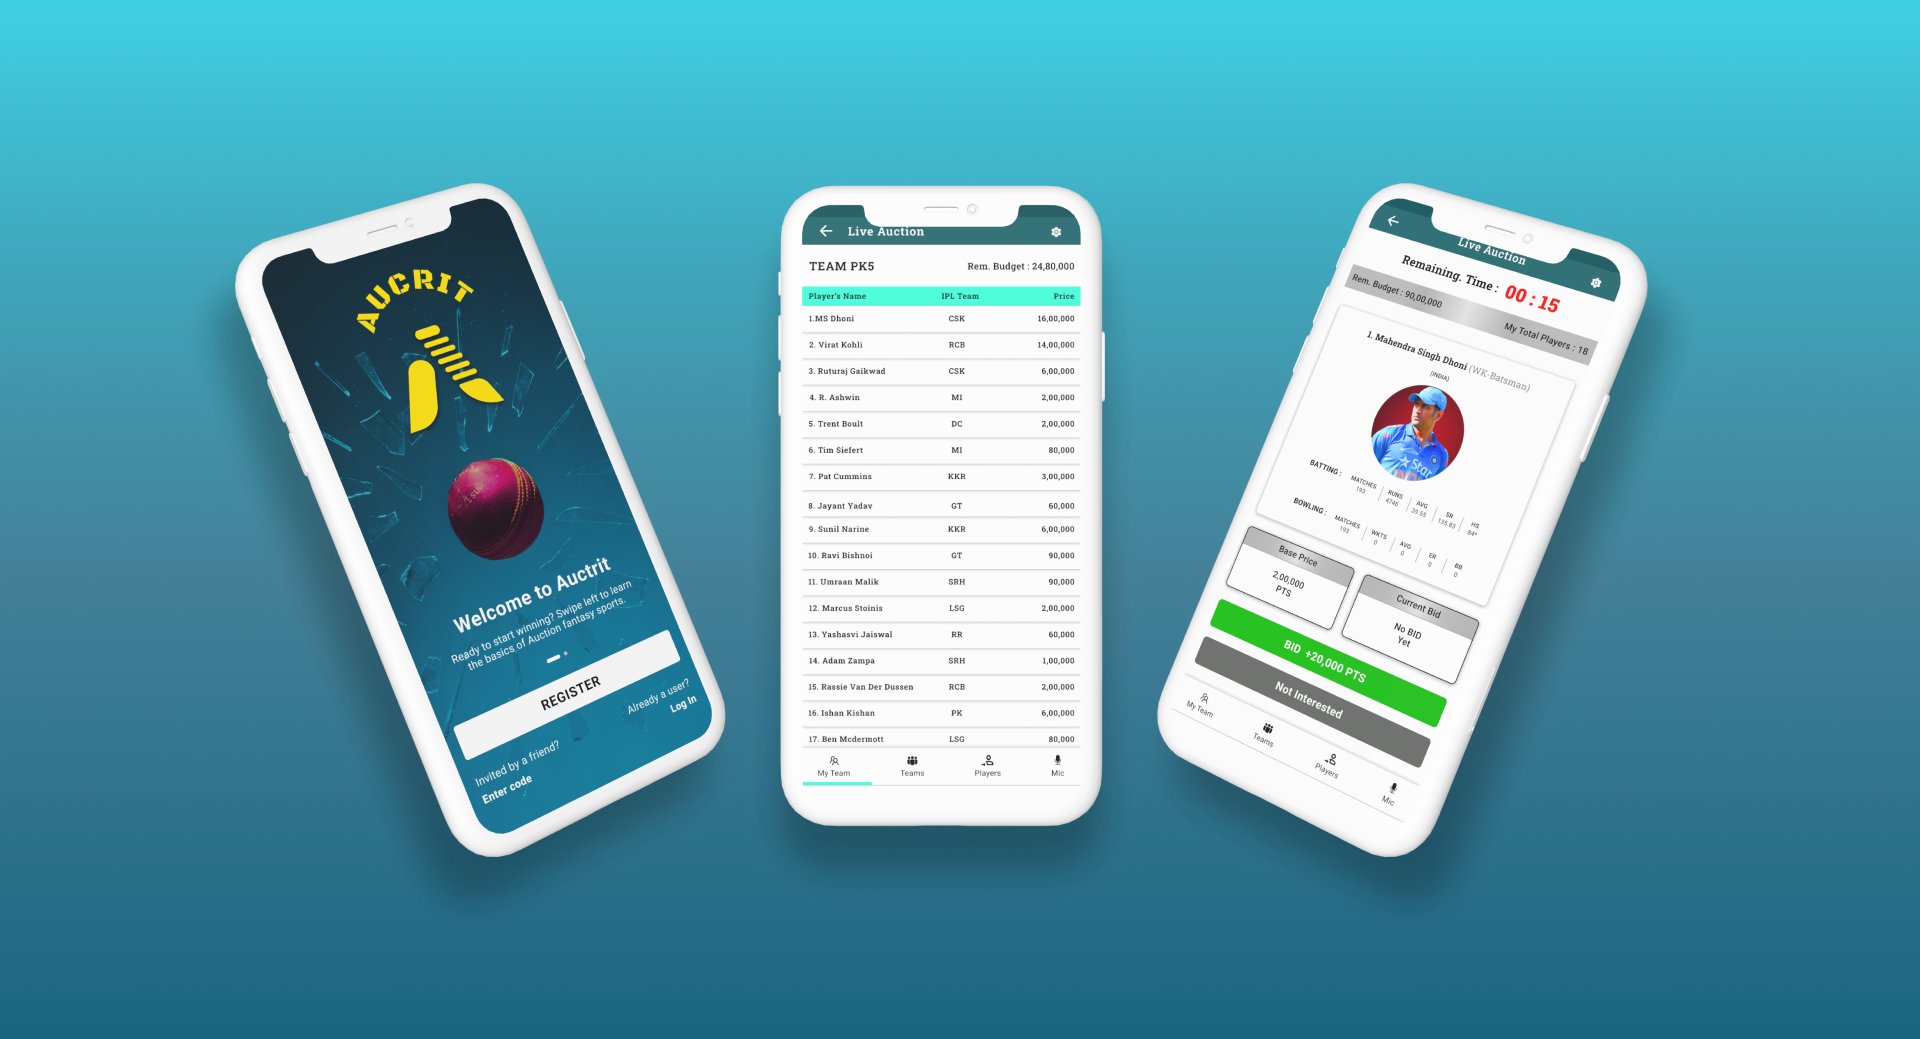 AUCRIT
Welcome to Auctrit
Ready to start winning? Swipe left to learn
the basics of Auction fantasy sports.
REGISTER
Already a user?
Log In
Invited by a friend?
Enter code
Live Auction
TEAM PK5 Rem. Budget : 24,80,000
Player's Name IPL Team Price
1.MS Dhoni CSK 16,00,000
2. Virat Kohli RCB 14,00,000
3. Ruturaj Gaikwad CSK 6,00,000
4. R. Ashwin MI 2,00,000
5. Trent Boult DC 2,00,000
6. Tim Siefert MI 80,000
7. Pat Cummins KKR 3,00,000
8. Jayant Yadav GT 60,000
9. Sunil Narine KKR 6,00,000
10. Ravi Bishnoi GT 90,000
11. Umraan Malik SRH 90,000
12. Marcus Stoinis LSG 2,00,000
13. Yashasvi Jaiswal RR 60,000
14. Adam Zampa SRH 1,00,000
15. Rassie Van Der Dussen RCB 2,00,000
16. Ishan Kishan PK 6,00,000
17. Ben Mcdermott LSG 80,000
My Team Teams Players Mic
Live Auction
Remaining. Time : 00 : 15
Rem. Budget : 90,00,000 My Total Players : 18
1. Mahendra Singh Dhoni (WK-Batsman)
(INDIA)
Star
BATTING : MATCHES RUNS AVG SR HS
193 4746 39.55 135.83 84*
BOWLING : MATCHES WKTS AVG ER BB
193 0 0 0 0
Base Price
2,00,000
PTS
Current Bid
No BID
Yet
BID +20,000 PTS
Not Interested
My Team Teams Players Mic